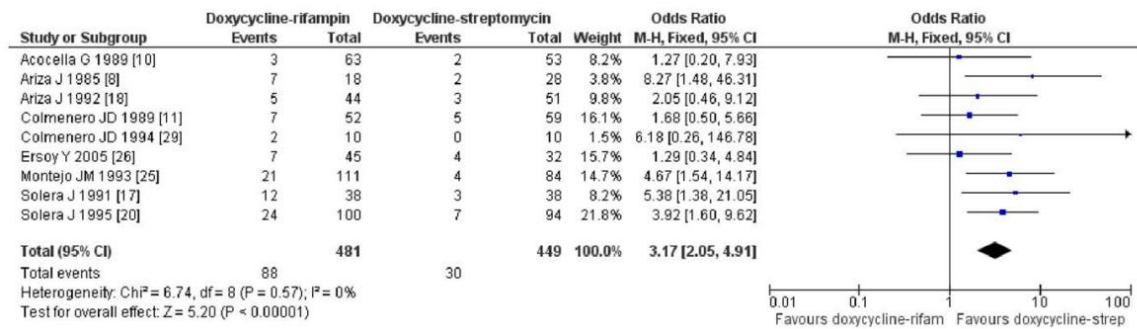 Doxycycline-rifampin Doxycycline-streptomycin Odds Ratio Odds Ratio
Study or Subgroup Events Total Events Total Weight M-H, Fixed, 95% CI M-H, Fixed, 95% CI
Acocella G 1989 [10] 3 63 2 53 8.2% 1.27 [0.20, 7.93]
Ariza J 1985 [8] 7 18 2 28 3.8% 8.27 [1.48, 46.31]
Ariza J 1992 [18] 5 44 3 51 9.8% 2.05 [0.46, 9.12]
Colmenero JD 1989 [11] 7 52 5 59 16.1% 1.68 [0.50, 5.66]
Colmenero JD 1994 [29] 2 10 0 10 1.5% 6.18 [0.26, 146.78]
Ersoy Y 2005 [26] 7 45 4 32 15.7% 1.29 [0.34, 4.84]
Montejo JM 1993 [25] 21 111 4 84 14.7% 4.67 [1.54, 14.17]
Solera J 1991 [17] 12 38 3 38 8.2% 5.38 [1.38, 21.05]
Solera J 1995 [20] 24 100 7 94 21.8% 3.92 [1.60, 9.62]
Total (95% CI) 481 449 100.0% 3.17 [2.05, 4.91]
Total events 88 30
Heterogeneity: Chi² = 6.74, df = 8 (P = 0.57); I² = 0%
Test for overall effect: Z = 5.20 (P < 0.00001)
0.01 0.1 1 10 100
Favours doxycycline-rifam Favours doxycycline-strep